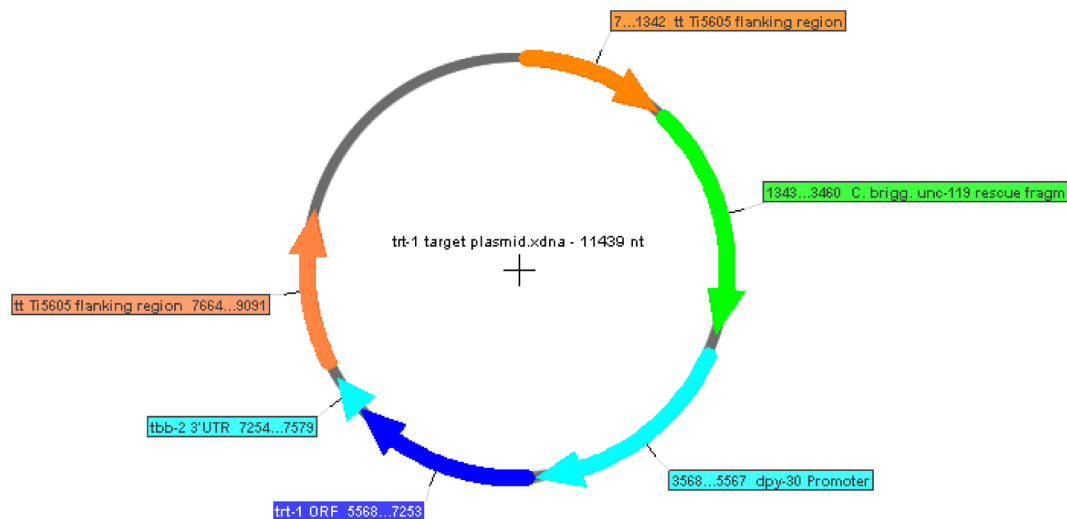 7...1342 tt Ti5605 flanking region
1343...3460 C. brigg. unc-119 rescue fragm
trt-1 target plasmid.xdna - 11439 nt
tt Ti5605 flanking region 7664...9091
tbb-2 3'UTR 7254...7579
3568...5567 dpy-30 Promoter
trt-1 ORF 5568...7253